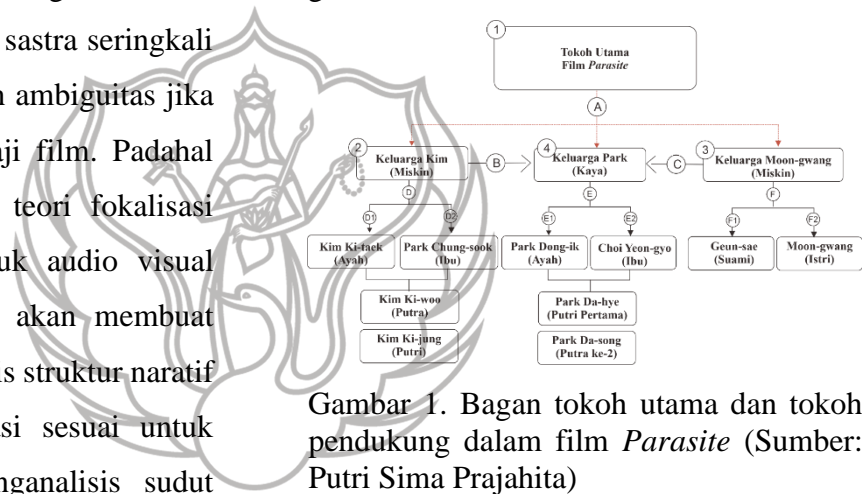 sastra seringkali
ambiguitas jika
film. Padahal
teori fokalisasi
audio visual
akan membuat
struktur naratif
sesuai untuk
sudut
1
Tokoh Utama
Film Parasite
A
2
Keluarga Kim
(Miskin)
B
4
Keluarga Park
(Kaya)
C
3
Keluarga Moon-gwang
(Miskin)
D
E
F
D1
D2
E1
E2
F1
F2
Kim Ki-taek
(Ayah)
Park Chung-sook
(Ibu)
Park Dong-ik
(Ayah)
Choi Yeon-gyo
(Ibu)
Geun-sae
(Suami)
Moon-gwang
(Istri)
Kim Ki-woo
(Putra)
Kim Ki-jung
(Putri)
Park Da-hye
(Putri Pertama)
Park Da-song
(Putra ke-2)
Gambar 1. Bagan tokoh utama dan tokoh
pendukung dalam film Parasite (Sumber:
Putri Sima Prajahita)